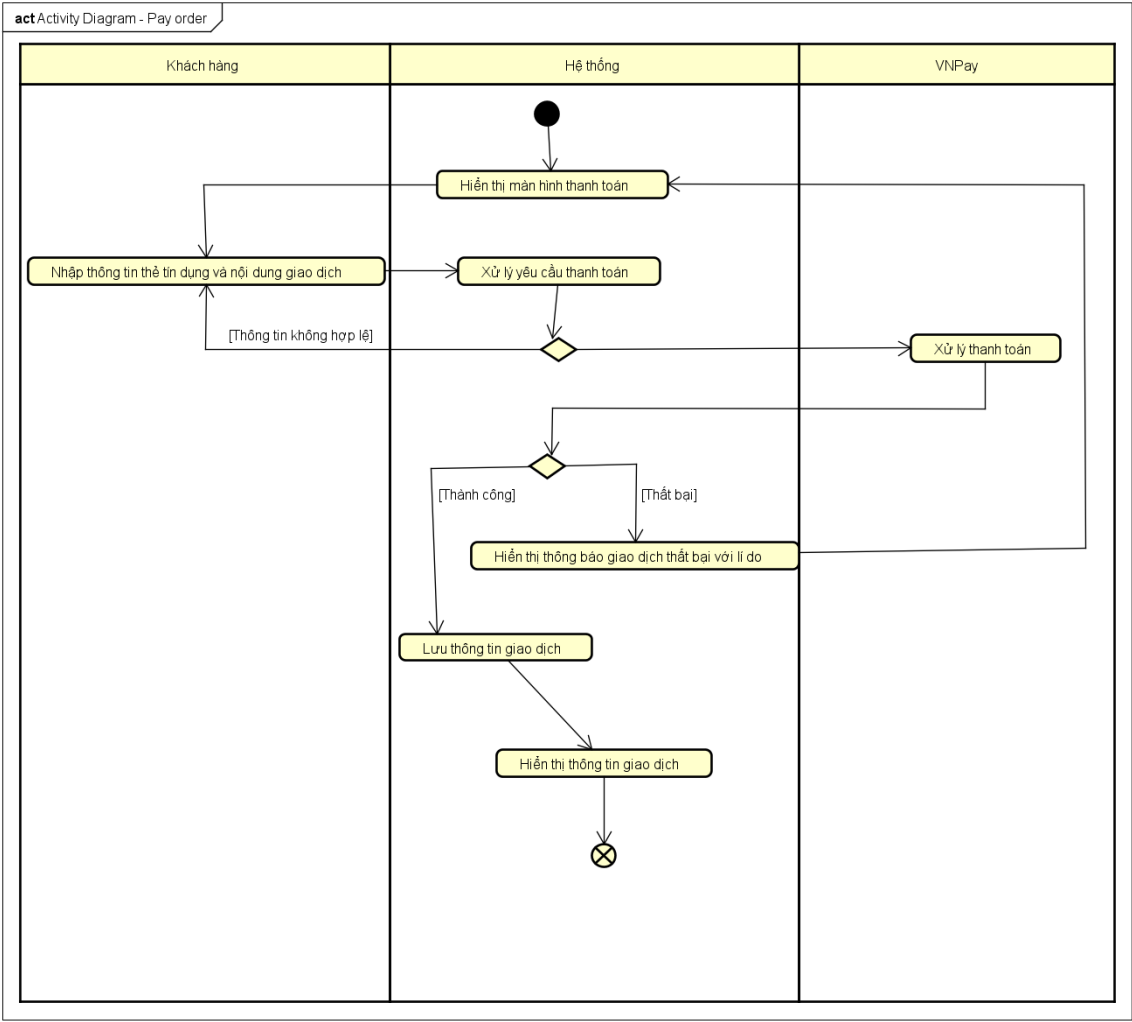 act Activity Diagram - Pay order
Khách hàng
Hệ thống
VNPay
Hiển thị màn hình thanh toán
Nhập thông tin thẻ tín dụng và nội dung giao dịch
Xử lý yêu cầu thanh toán
[Thông tin không hợp lệ]
Xử lý thanh toán
[Thành công]
[Thất bại]
Hiển thị thông báo giao dịch thất bại với lí do
Lưu thông tin giao dịch
Hiển thị thông tin giao dịch